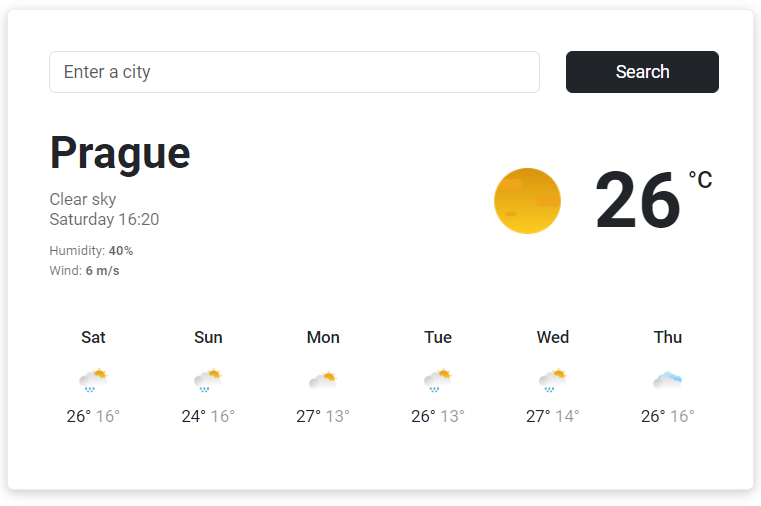 Enter a city
Search
Prague
Clear sky
Saturday 16:20
Humidity: 40%
Wind: 6 m/s
26 °C
Sat Sun Mon Tue Wed Thu
26° 16° 24° 16° 27° 13° 26° 13° 27° 14° 26° 16°